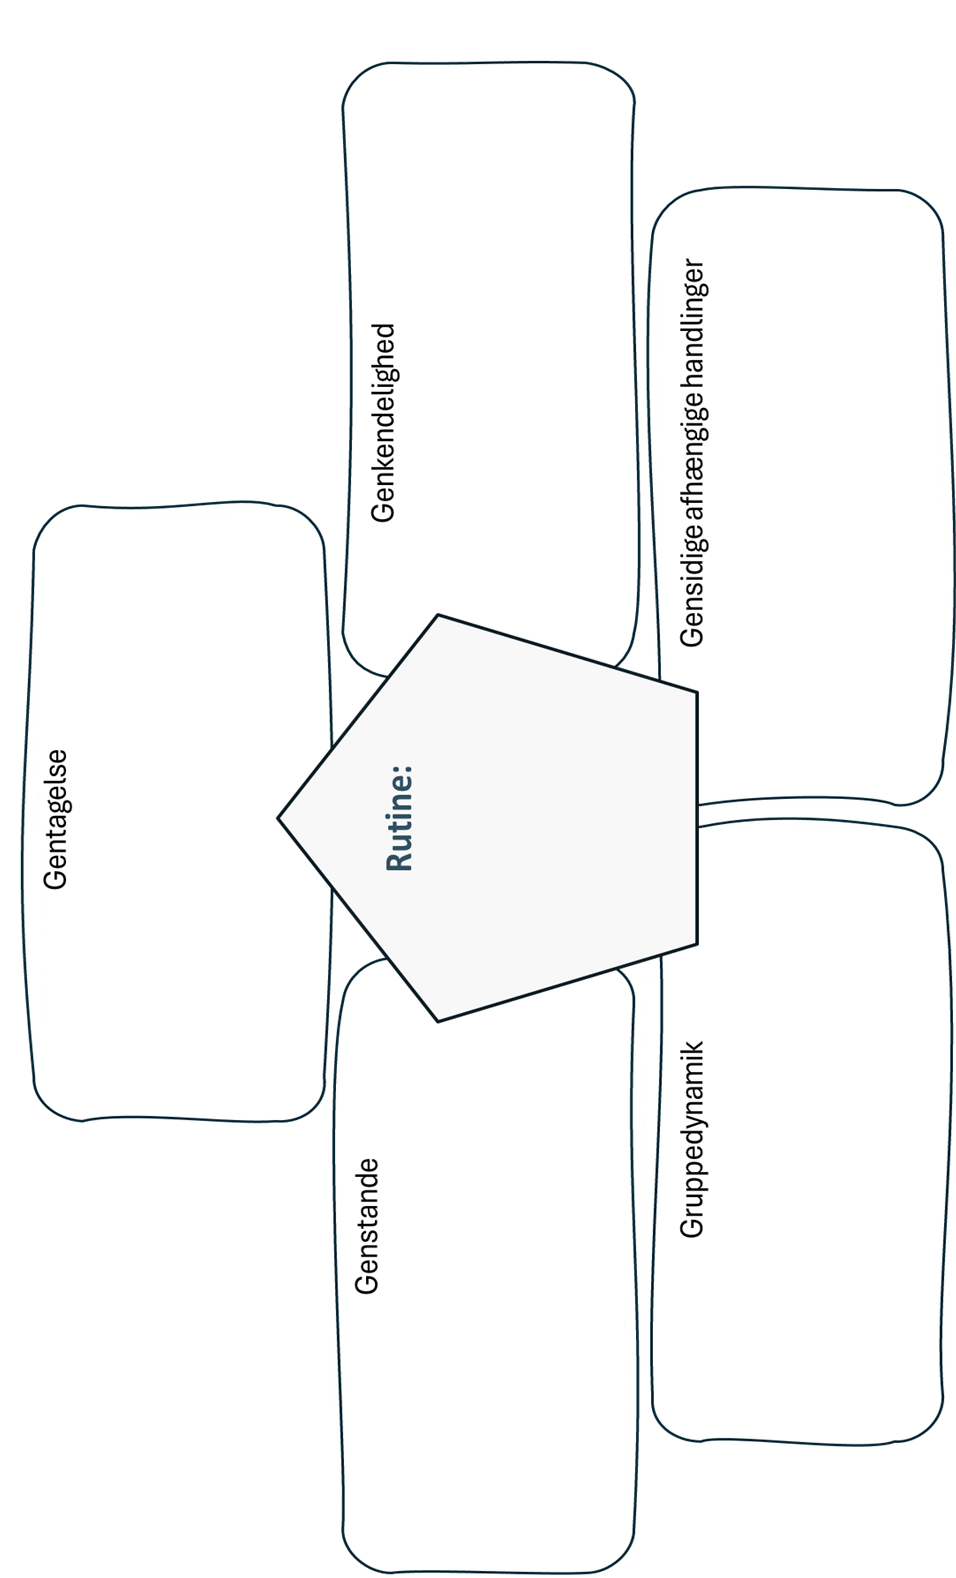 Gentagelse
Genstande
Rutine:
Genkendelighed
Gruppedynamik
Gensidige afhængige handlinger